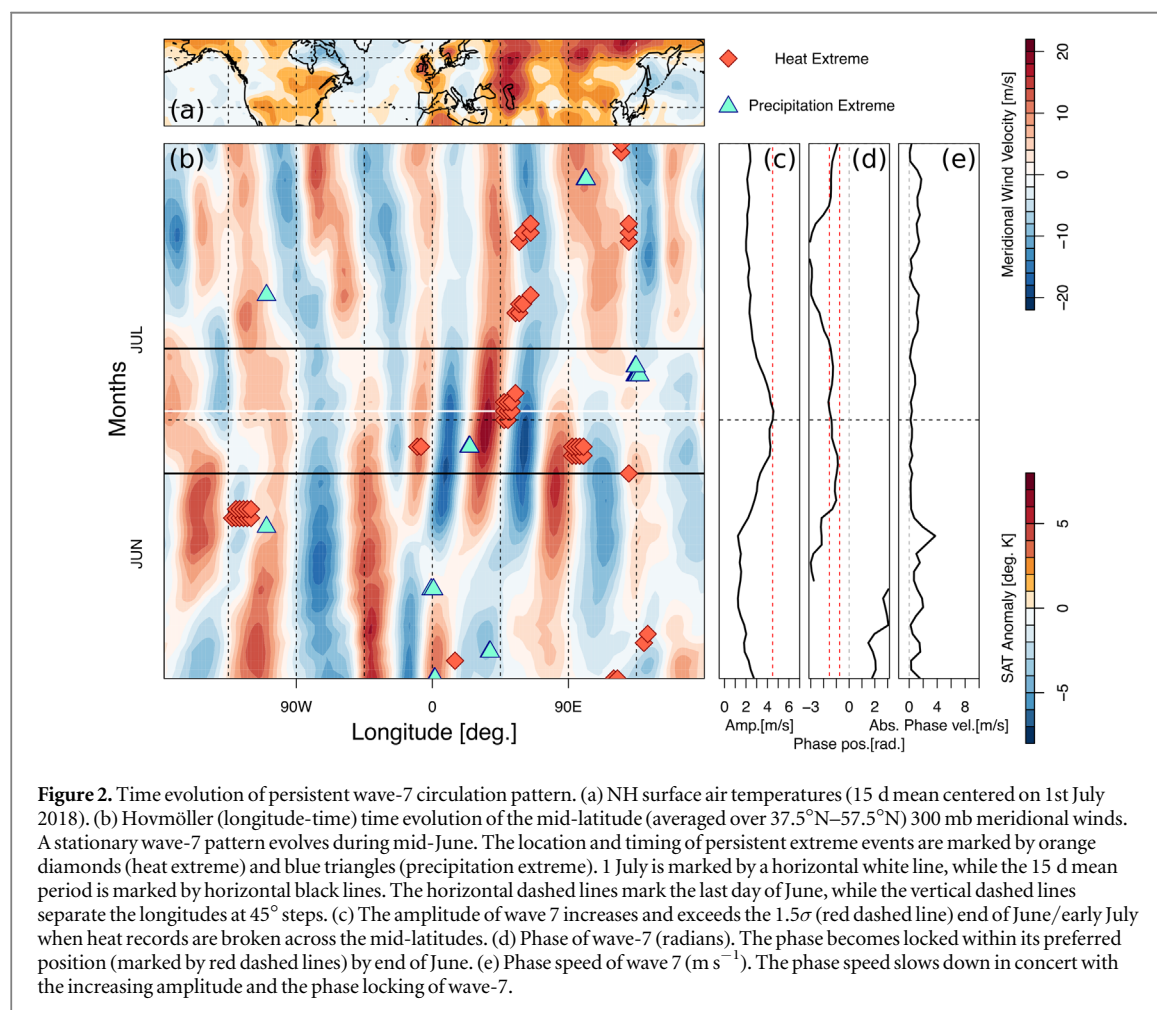 (a)
Heat Extreme
Precipitation Extreme
Meridional Wind Velocity [m/s]
20
10
0
−10
−20
(b)
(c)
(d)
(e)
Months
JUL
JUN
90W
0
90E
Longitude [deg.]
0 2 4 6
Amp.[m/s]
−3 0 2
Phase pos.[rad.]
0 4 8
Abs. Phase vel.[m/s]
SAT Anomaly [deg. K]
5
0
−5
Figure 2. Time evolution of persistent wave-7 circulation pattern. (a) NH surface air temperatures (15 d mean centered on 1st July
2018). (b) Hovmöller (longitude-time) time evolution of the mid-latitude (averaged over 37.5°N–57.5°N) 300 mb meridional winds.
A stationary wave-7 pattern evolves during mid-June. The location and timing of persistent extreme events are marked by orange
diamonds (heat extreme) and blue triangles (precipitation extreme). 1 July is marked by a horizontal white line, while the 15 d mean
period is marked by horizontal black lines. The horizontal dashed lines mark the last day of June, while the vertical dashed lines
separate the longitudes at 45° steps. (c) The amplitude of wave 7 increases and exceeds the 1.5σ (red dashed line) end of June/early July
when heat records are broken across the mid-latitudes. (d) Phase of wave-7 (radians). The phase becomes locked within its preferred
position (marked by red dashed lines) by end of June. (e) Phase speed of wave 7 (m s⁻¹). The phase speed slows down in concert with
the increasing amplitude and the phase locking of wave-7.